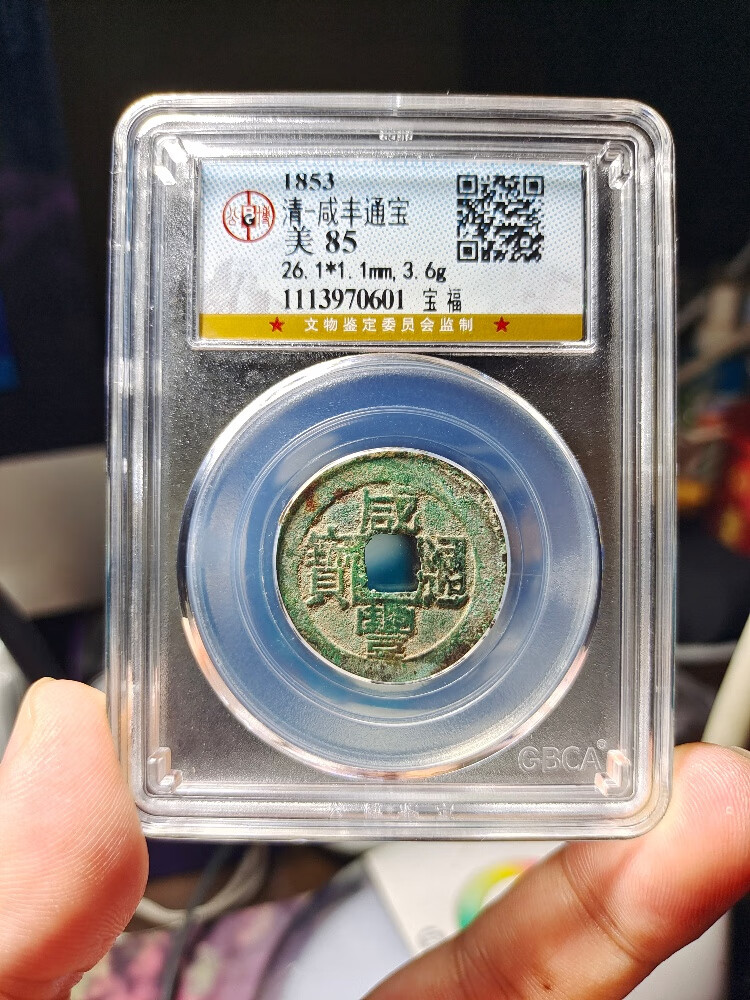 1853
清-咸丰通宝
美 85
26.1*1.1mm, 3.6g
1113970601 宝福
★ 文物鉴定委员会监制 ★
咸豐通寶
GBCA®